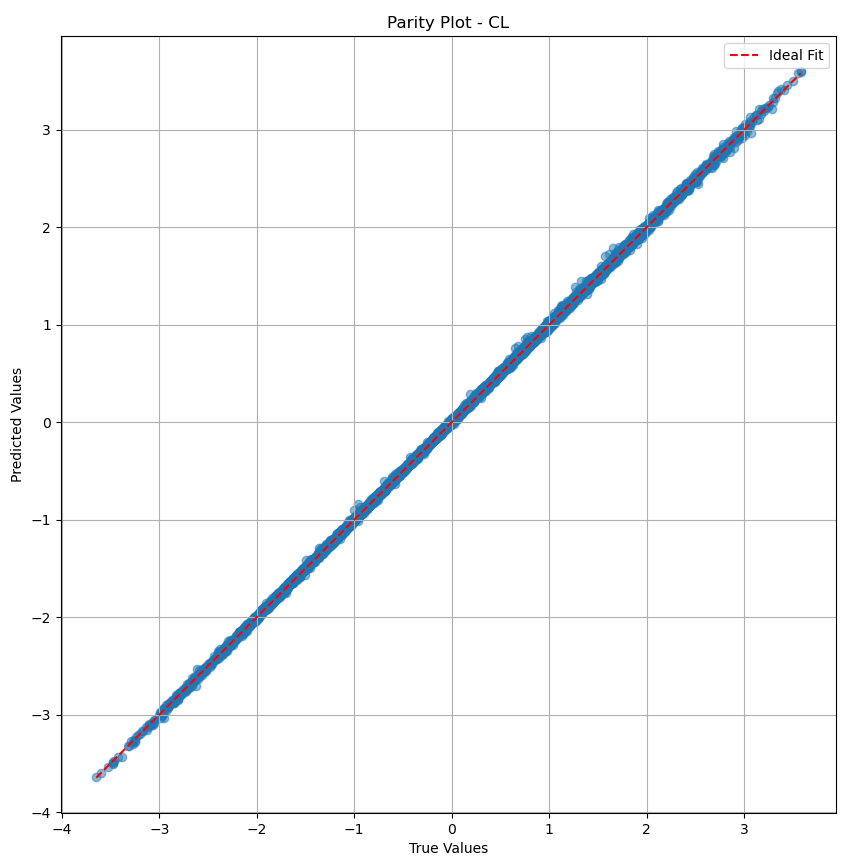 Parity Plot - CL
Ideal Fit
Predicted Values
3
2
1
0
−1
−2
−3
−4
−4 −3 −2 −1 0 1 2 3
True Values